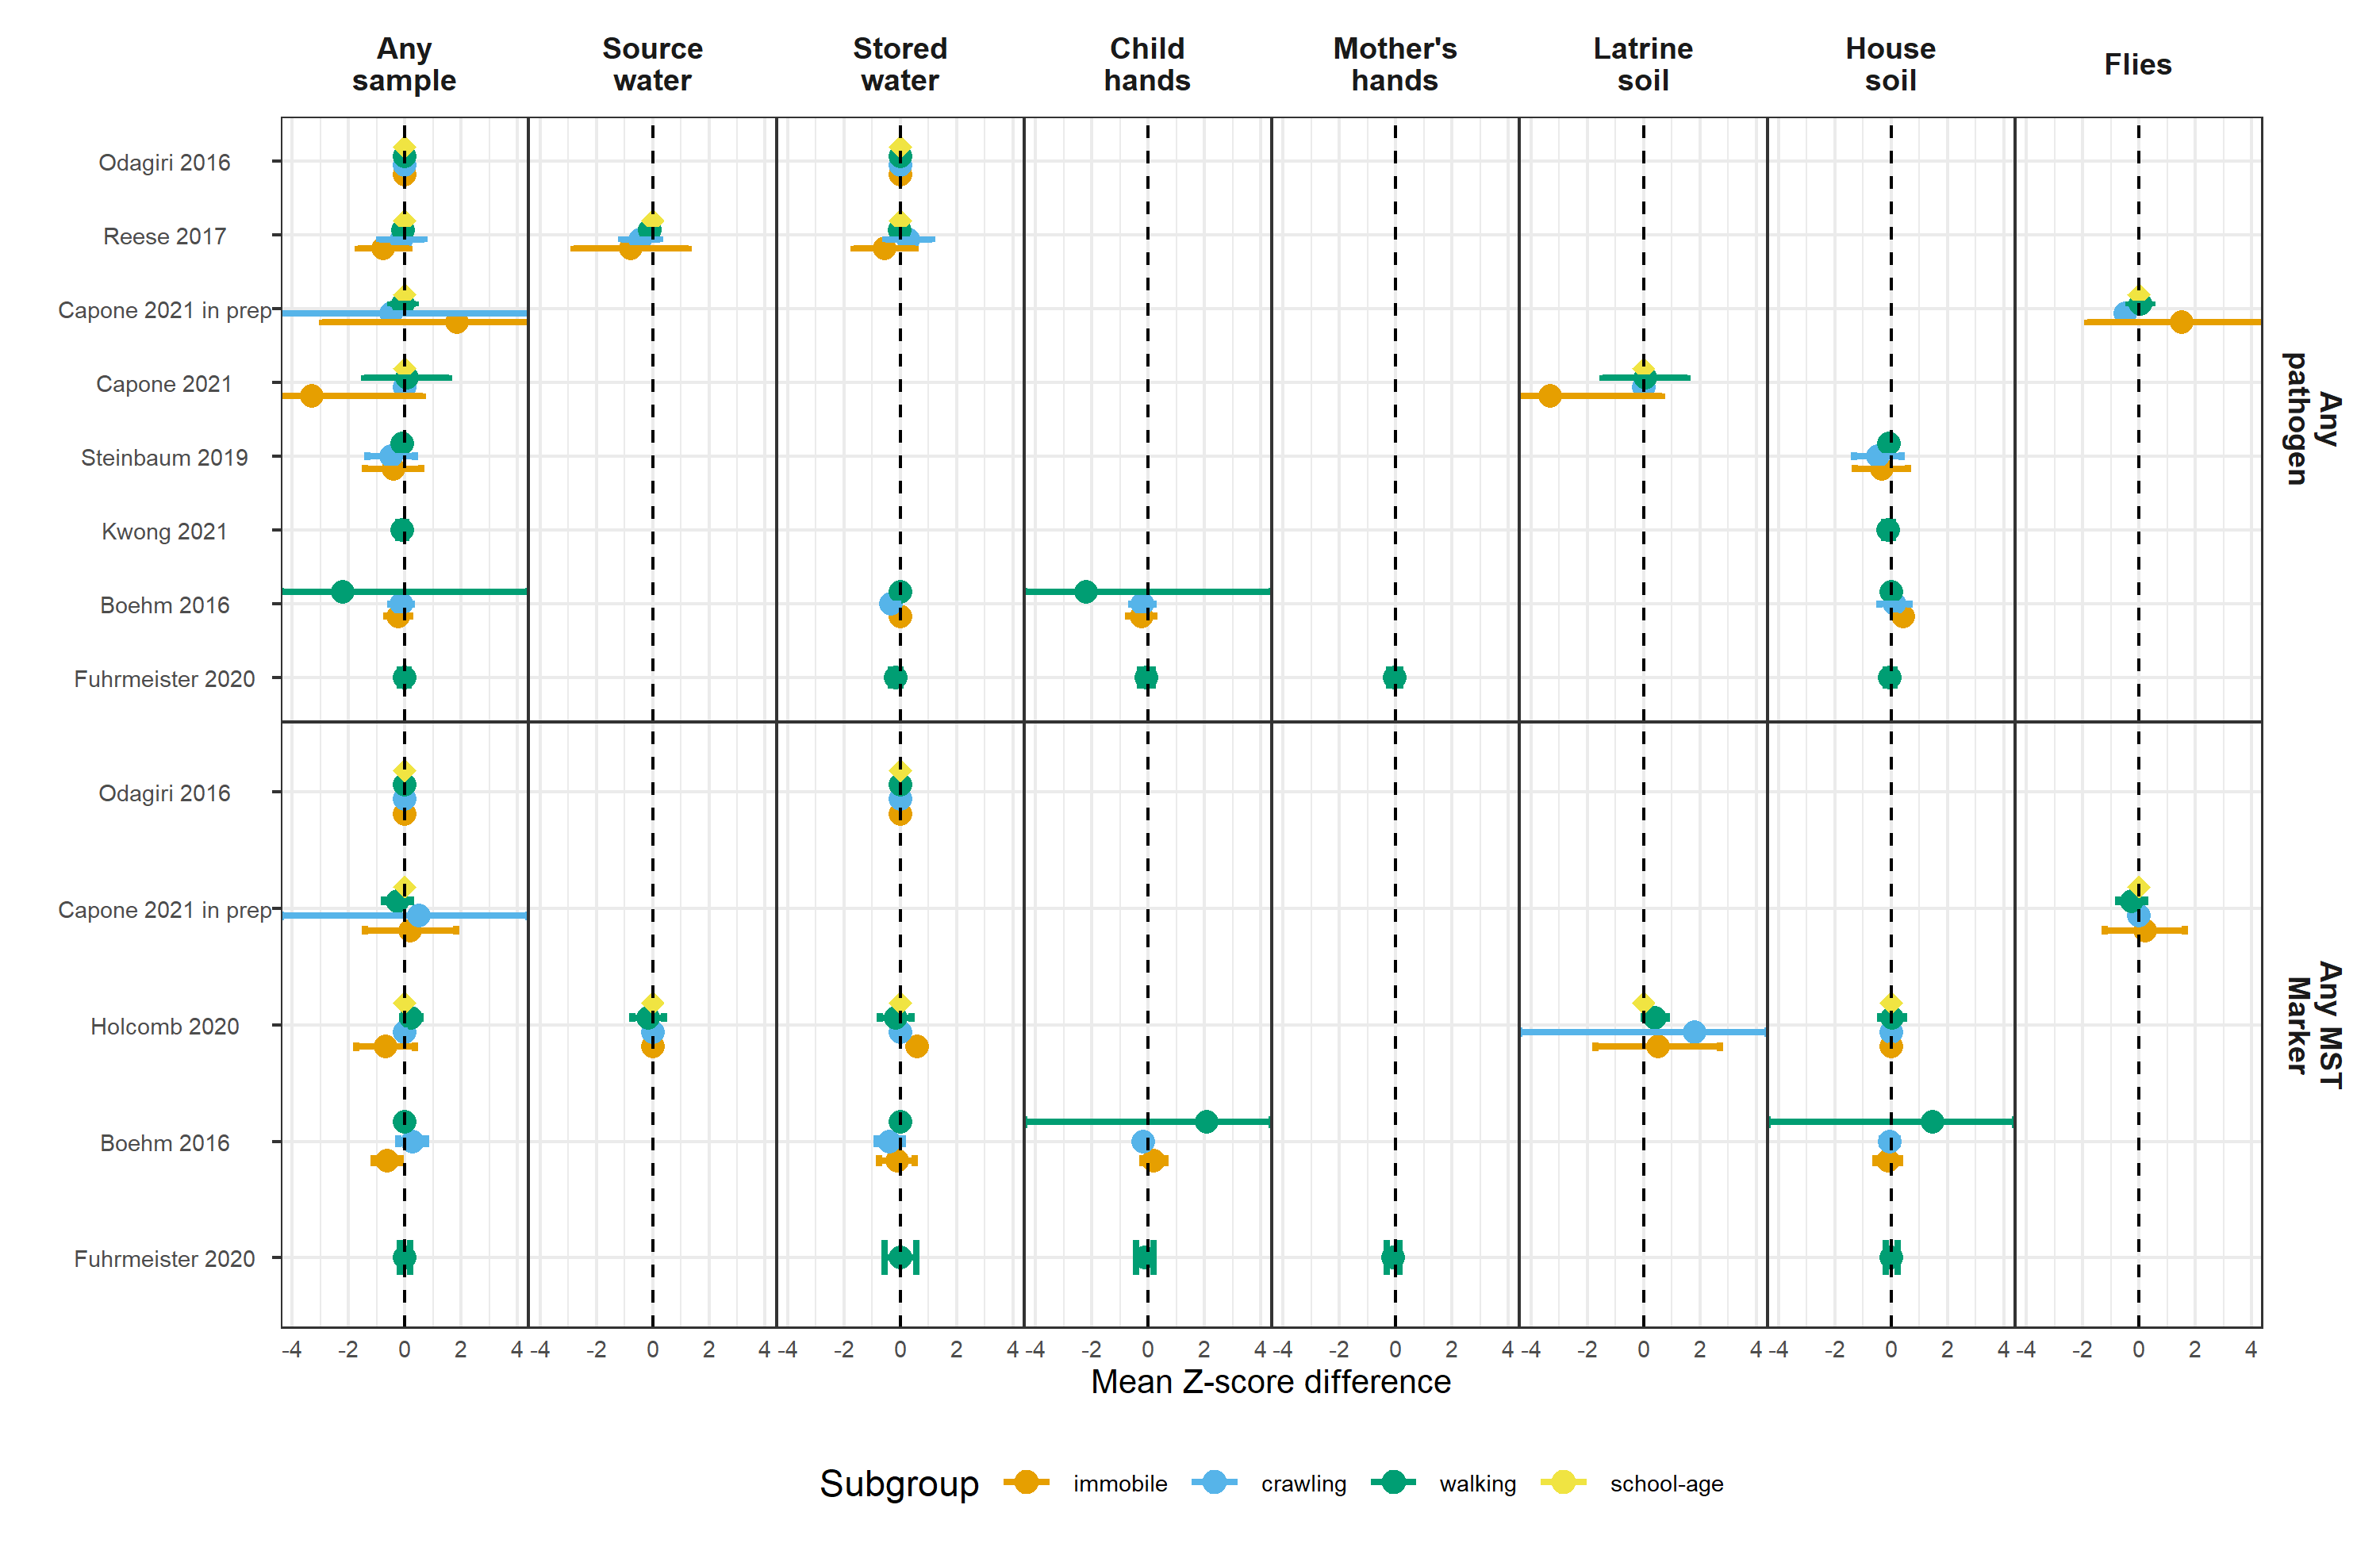 Any
sample
Source
water
Stored
water
Child
hands
Mother's
hands
Latrine
soil
House
soil
Flies
Odagiri 2016
Reese 2017
Capone 2021 in prep
Capone 2021
Steinbaum 2019
Kwong 2021
Boehm 2016
Fuhrmeister 2020
Any
pathogen
Odagiri 2016
Capone 2021 in prep
Holcomb 2020
Boehm 2016
Fuhrmeister 2020
Any MST
Marker
-4 -2 0 2 4 -4 -2 0 2 4 -4 -2 0 2 4 -4 -2 0 2 4 -4 -2 0 2 4 -4 -2 0 2 4 -4 -2 0 2 4 -4 -2 0 2 4
Mean Z-score difference
Subgroup immobile crawling walking school-age